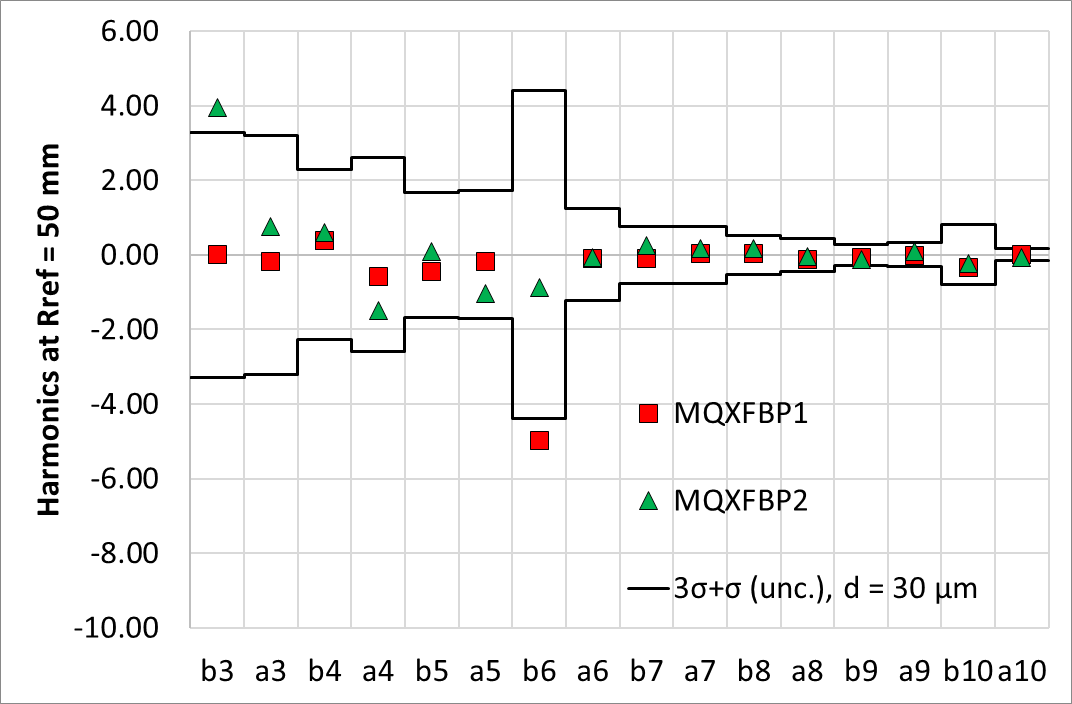 Harmonics at Rref = 50 mm
6.00
4.00
2.00
0.00
-2.00
-4.00
-6.00
-8.00
-10.00
MQXFBP1
MQXFBP2
3σ+σ (unc.), d = 30 μm
b3 a3 b4 a4 b5 a5 b6 a6 b7 a7 b8 a8 b9 a9 b10 a10